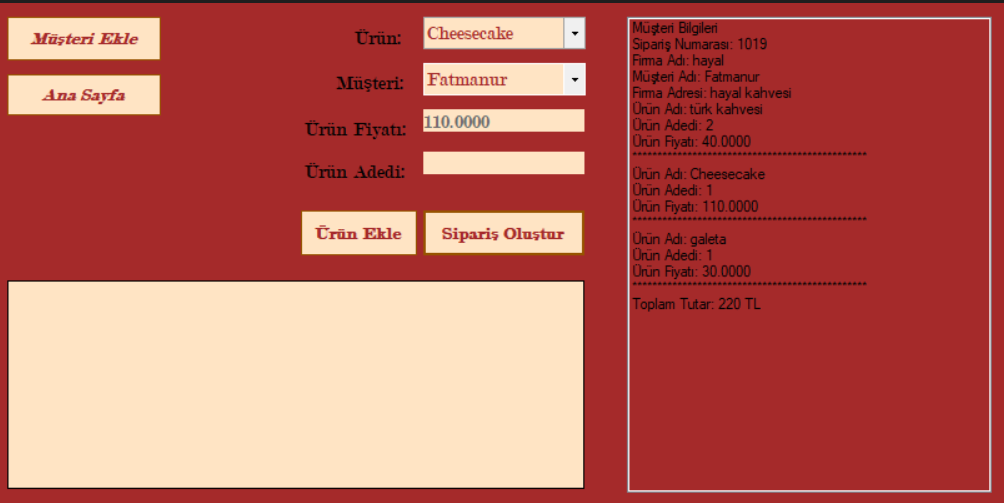 Müşteri Ekle
Ana Sayfa
Ürün: Cheesecake
Müşteri: Fatmanur
Ürün Fiyatı: 110.0000
Ürün Adedi:
Ürün Ekle
Sipariş Oluştur
Müşteri Bilgileri
Sipariş Numarası: 1019
Firma Adı: hayal
Müşteri Adı: Fatmanur
Firma Adresi: hayal kahvesi
Ürün Adı: türk kahvesi
Ürün Adedi: 2
Ürün Fiyatı: 40.0000
**************************************************
Ürün Adı: Cheesecake
Ürün Adedi: 1
Ürün Fiyatı: 110.0000
**************************************************
Ürün Adı: galeta
Ürün Adedi: 1
Ürün Fiyatı: 30.0000
**************************************************
Toplam Tutar: 220 TL